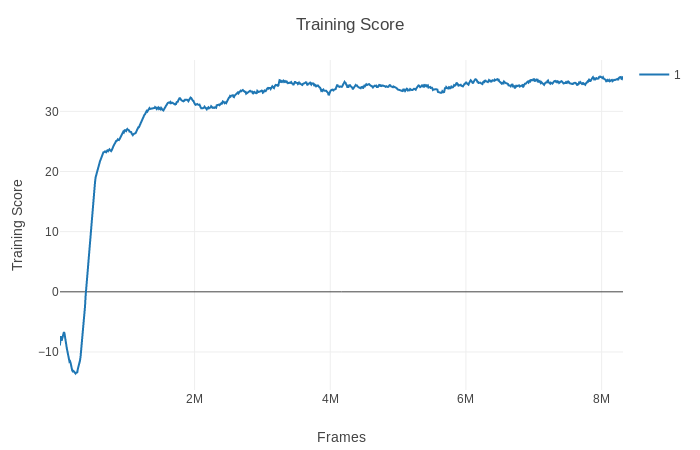 Training Score
1
30
20
10
0
−10
Training Score
2M
4M
6M
8M
Frames